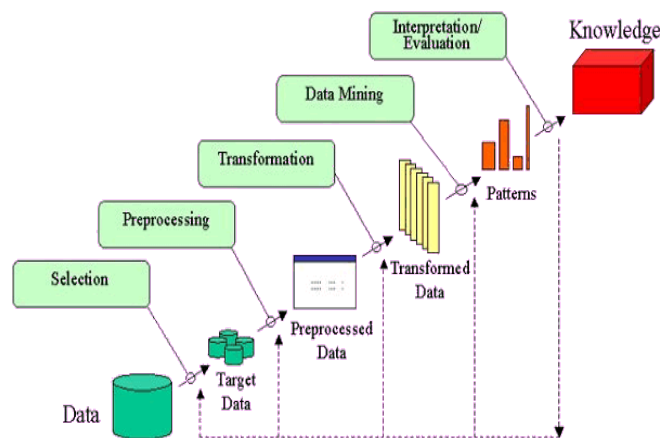 Interpretation/
Evaluation
Knowledge
Data Mining
Transformation
Patterns
Preprocessing
Transformed
Data
Selection
Preprocessed
Data
Target
Data
Data